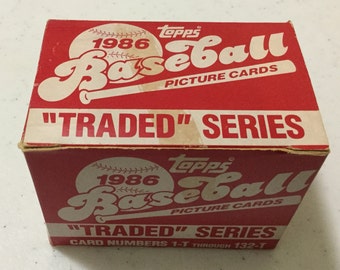 topps
1986
Baseball
PICTURE CARDS
"TRADED" SERIES
topps
1986
Baseball
PICTURE CARDS
"TRADED" SERIES
CARD NUMBERS 1-T THROUGH 132-T